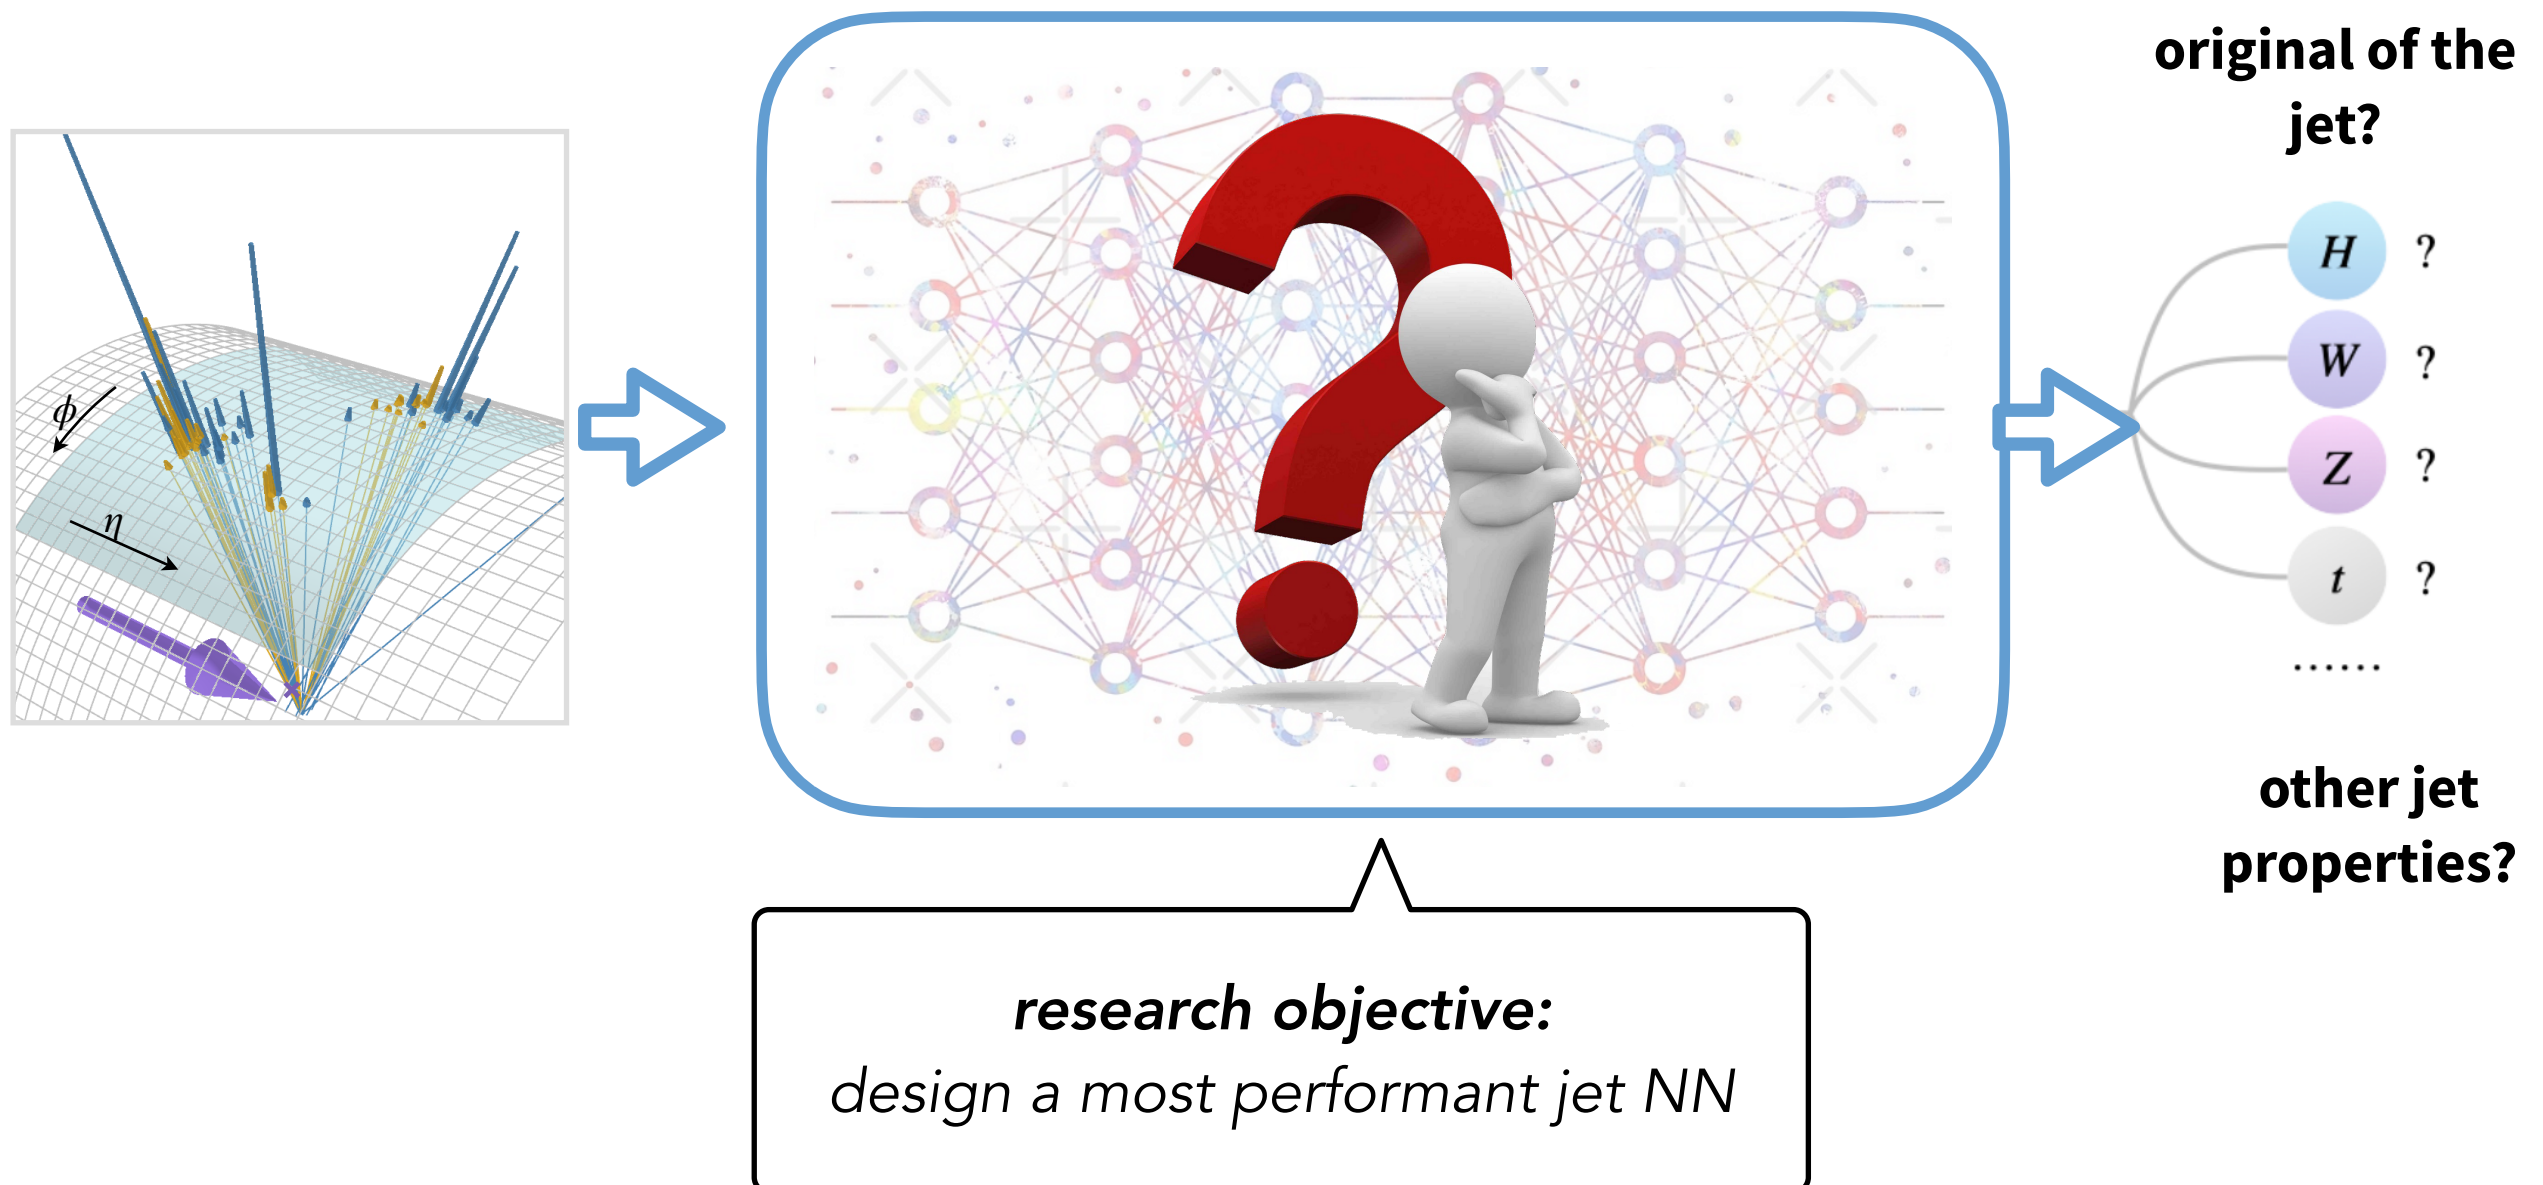 ϕ
η
original of the
jet?
H ?
W ?
Z ?
t ?
......
other jet
properties?
research objective:
design a most performant jet NN